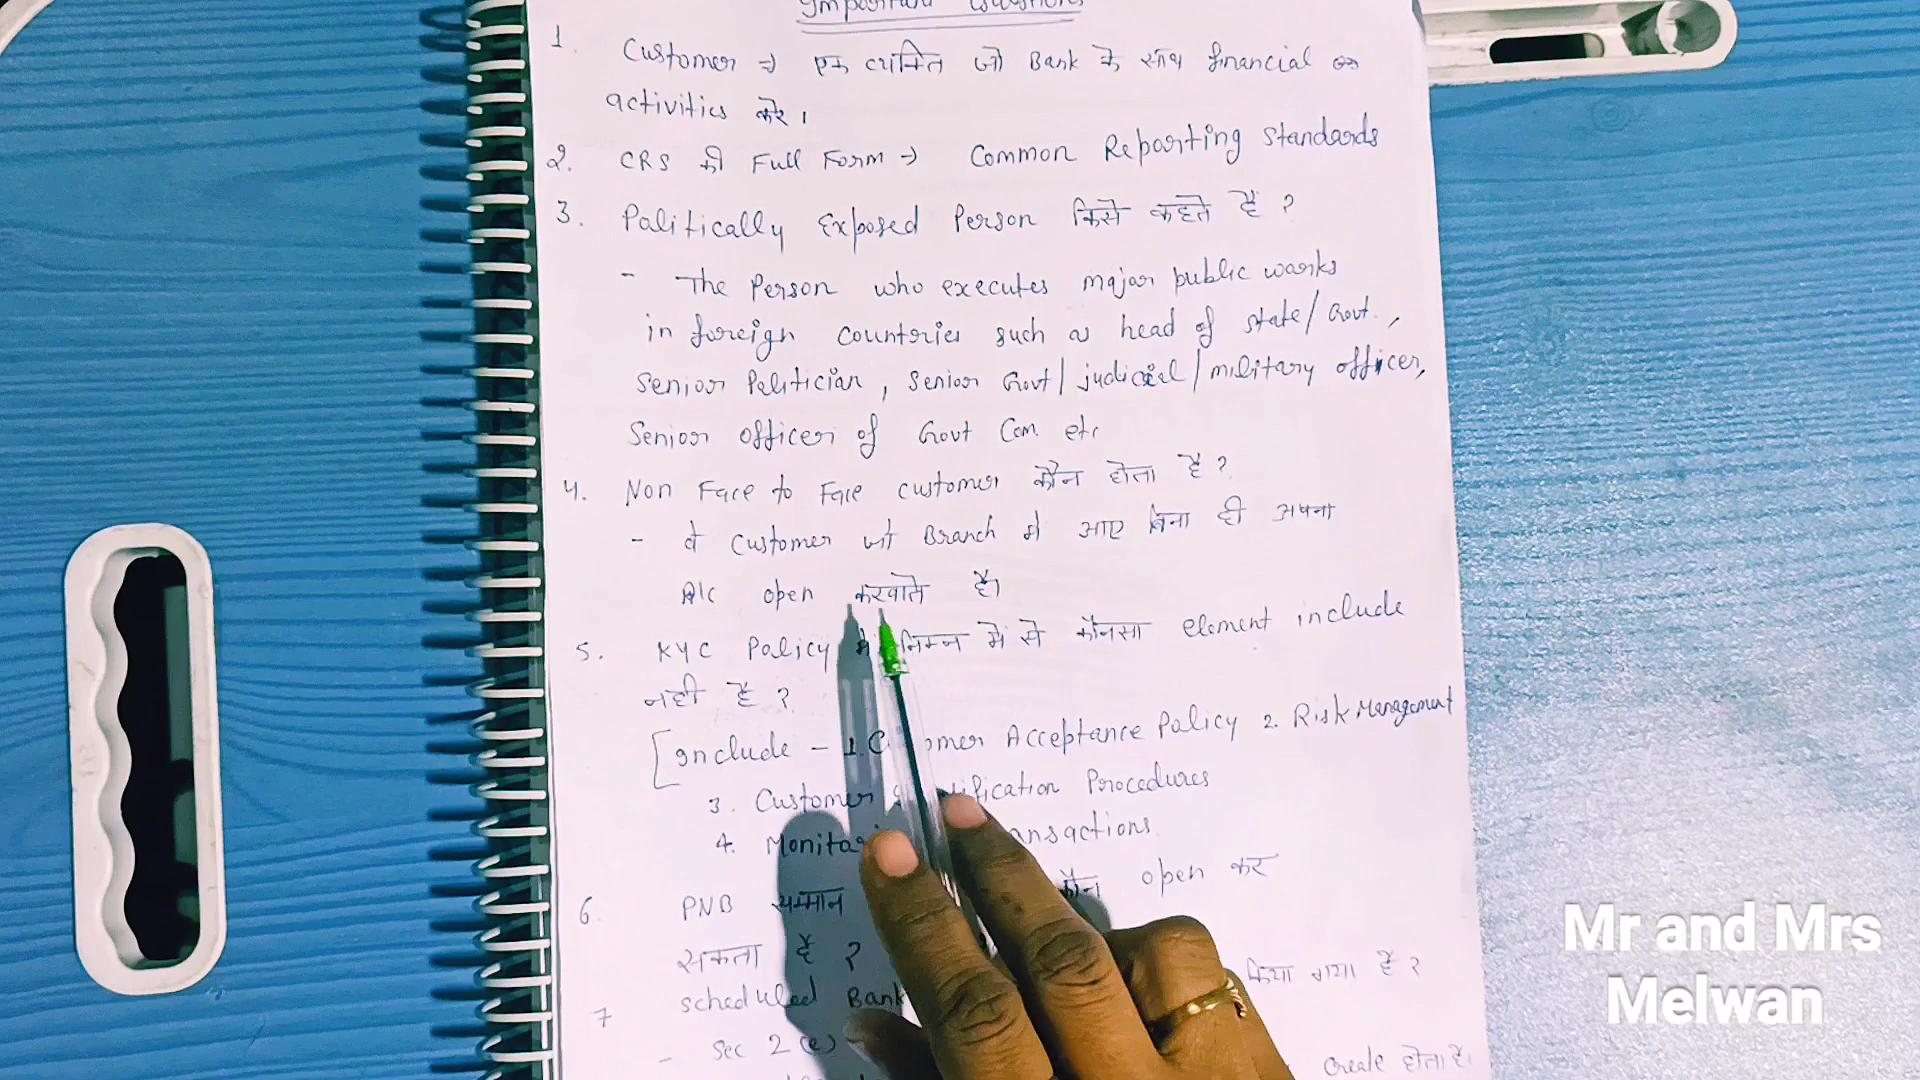 Important Questions
1. Customer → एक व्यक्ति जो Bank के साथ financial
activities करे।
2. CRS की Full Form → Common Reporting Standards
3. Politically Exposed Person किसे कहते हैं ?
- The Person who executes major public works
in foreign countries such as head of state/Govt.,
Senior Politician, Senior Govt/judicial/military officer,
Senior officer of Govt Com. etc
4. Non Face to Face customer कौन होता है ?
- वे customer जो Branch मे आए बिना ही अपना
A/c open करवाते है।
5. KYC Policy मे निम्न में से कौनसा element include
नही है ?
[Include - 1. Acceptance Policy 2. Risk Management
3. Customer Procedures
4.
6. PNB सम्मान कौन open कर
सकता है ?
7 scheduled Bank किया गया है ?
- Sec 2 (e)
create होता है।
Mr and Mrs
Melwan